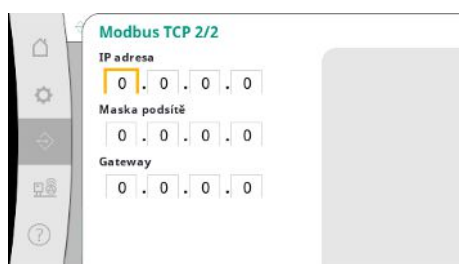 Modbus TCP 2/2
IP adresa
0 . 0 . 0 . 0
Maska podsítě
0 . 0 . 0 . 0
Gateway
0 . 0 . 0 . 0
?